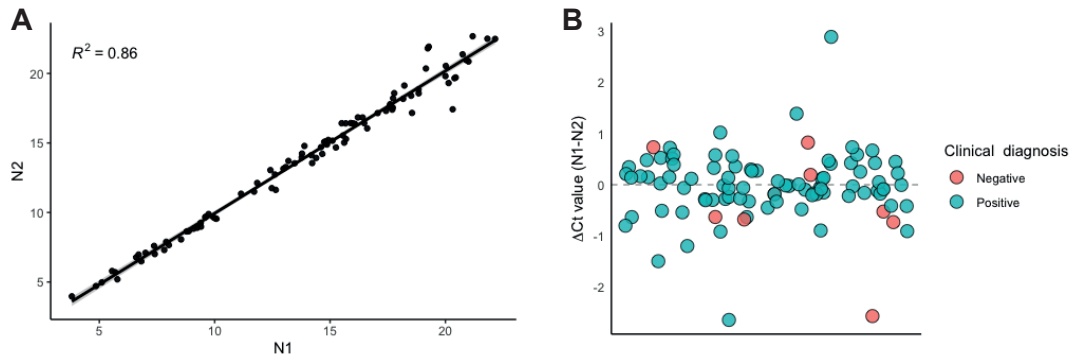 A
R² = 0.86
N2
20
15
10
5
5 10 15 20
N1
B
ΔCt value (N1-N2)
3
2
1
0
-1
-2
Clinical diagnosis
Negative
Positive